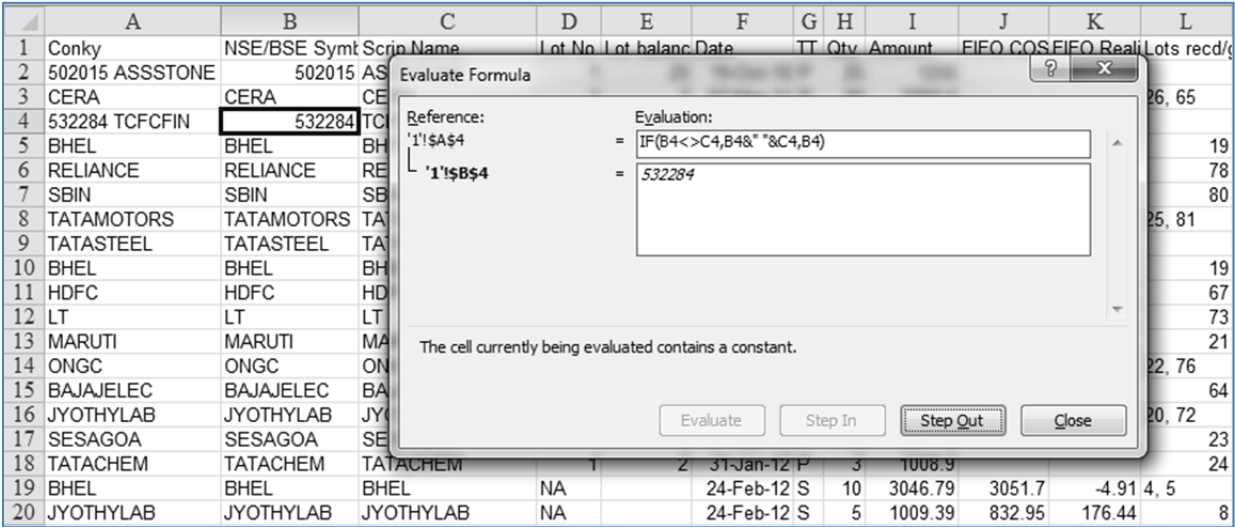 A B C D E F G H I J K L
1 Conky NSE/BSE Symb Scrip Name Lot No Lot balanc Date TT Qty Amount FIFO COS FIFO Reali Lots recd/g
2 502015 ASSSTONE 502015 AS
3 CERA CERA CE 26, 65
4 532284 TCFCFIN 532284 TC
5 BHEL BHEL BH 19
6 RELIANCE RELIANCE RE 78
7 SBIN SBIN SB 80
8 TATAMOTORS TATAMOTORS TA 25, 81
9 TATASTEEL TATASTEEL TA
10 BHEL BHEL BH 19
11 HDFC HDFC HD 67
12 LT LT LT 73
13 MARUTI MARUTI MA 21
14 ONGC ONGC ON 22, 76
15 BAJAJELEC BAJAJELEC BA 64
16 JYOTHYLAB JYOTHYLAB JY 20, 72
17 SESAGOA SESAGOA SE 23
18 TATACHEM TATACHEM TATACHEM 1 2 31-Jan-12 P 3 1008.9 24
19 BHEL BHEL BHEL NA 24-Feb-12 S 10 3046.79 3051.7 -4.91 4, 5
20 JYOTHYLAB JYOTHYLAB JYOTHYLAB NA 24-Feb-12 S 5 1009.39 832.95 176.44 8
Evaluate Formula
Reference: Evaluation:
'1'!$A$4 = IF(B4<>C4,B4&" "&C4,B4)
'1'!$B$4 = 532284
The cell currently being evaluated contains a constant.
Evaluate Step In Step Out Close